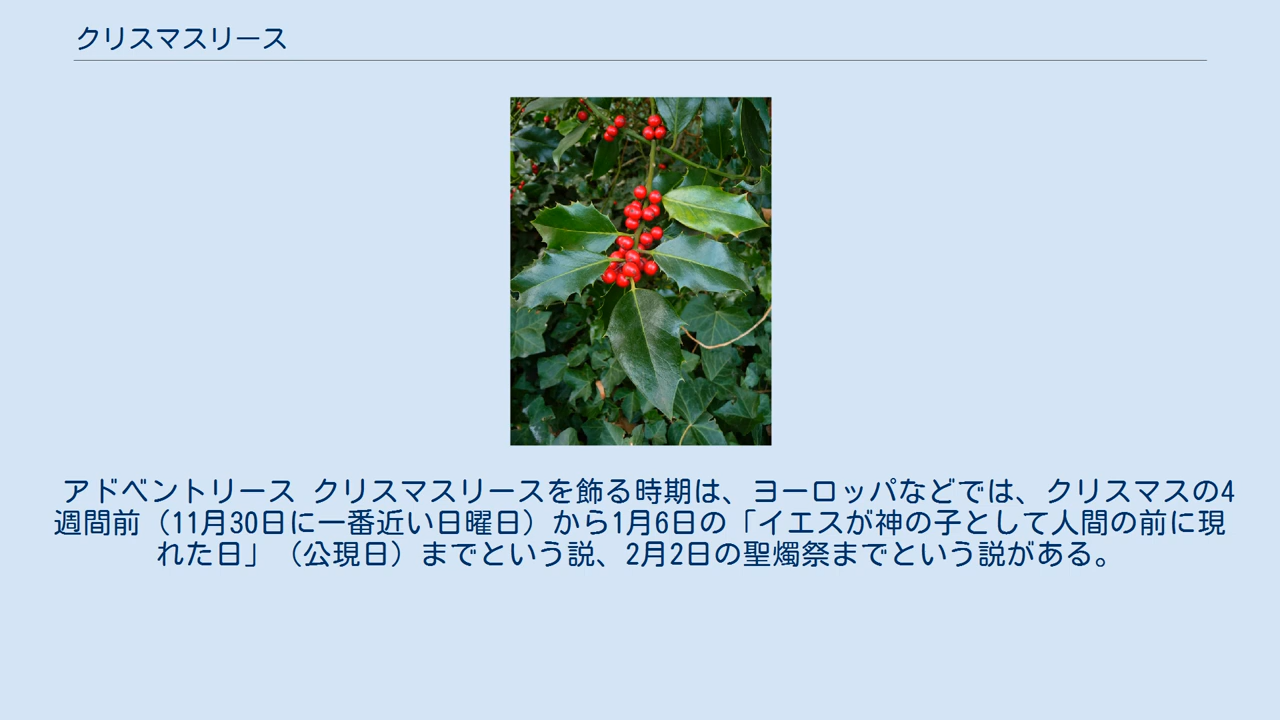 クリスマスリース
アドベントリース クリスマスリースを飾る時期は、ヨーロッパなどでは、クリスマスの4
週間前（11月30日に一番近い日曜日）から1月6日の「イエスが神の子として人間の前に現
れた日」（公現日）までという説、2月2日の聖燭祭までという説がある。